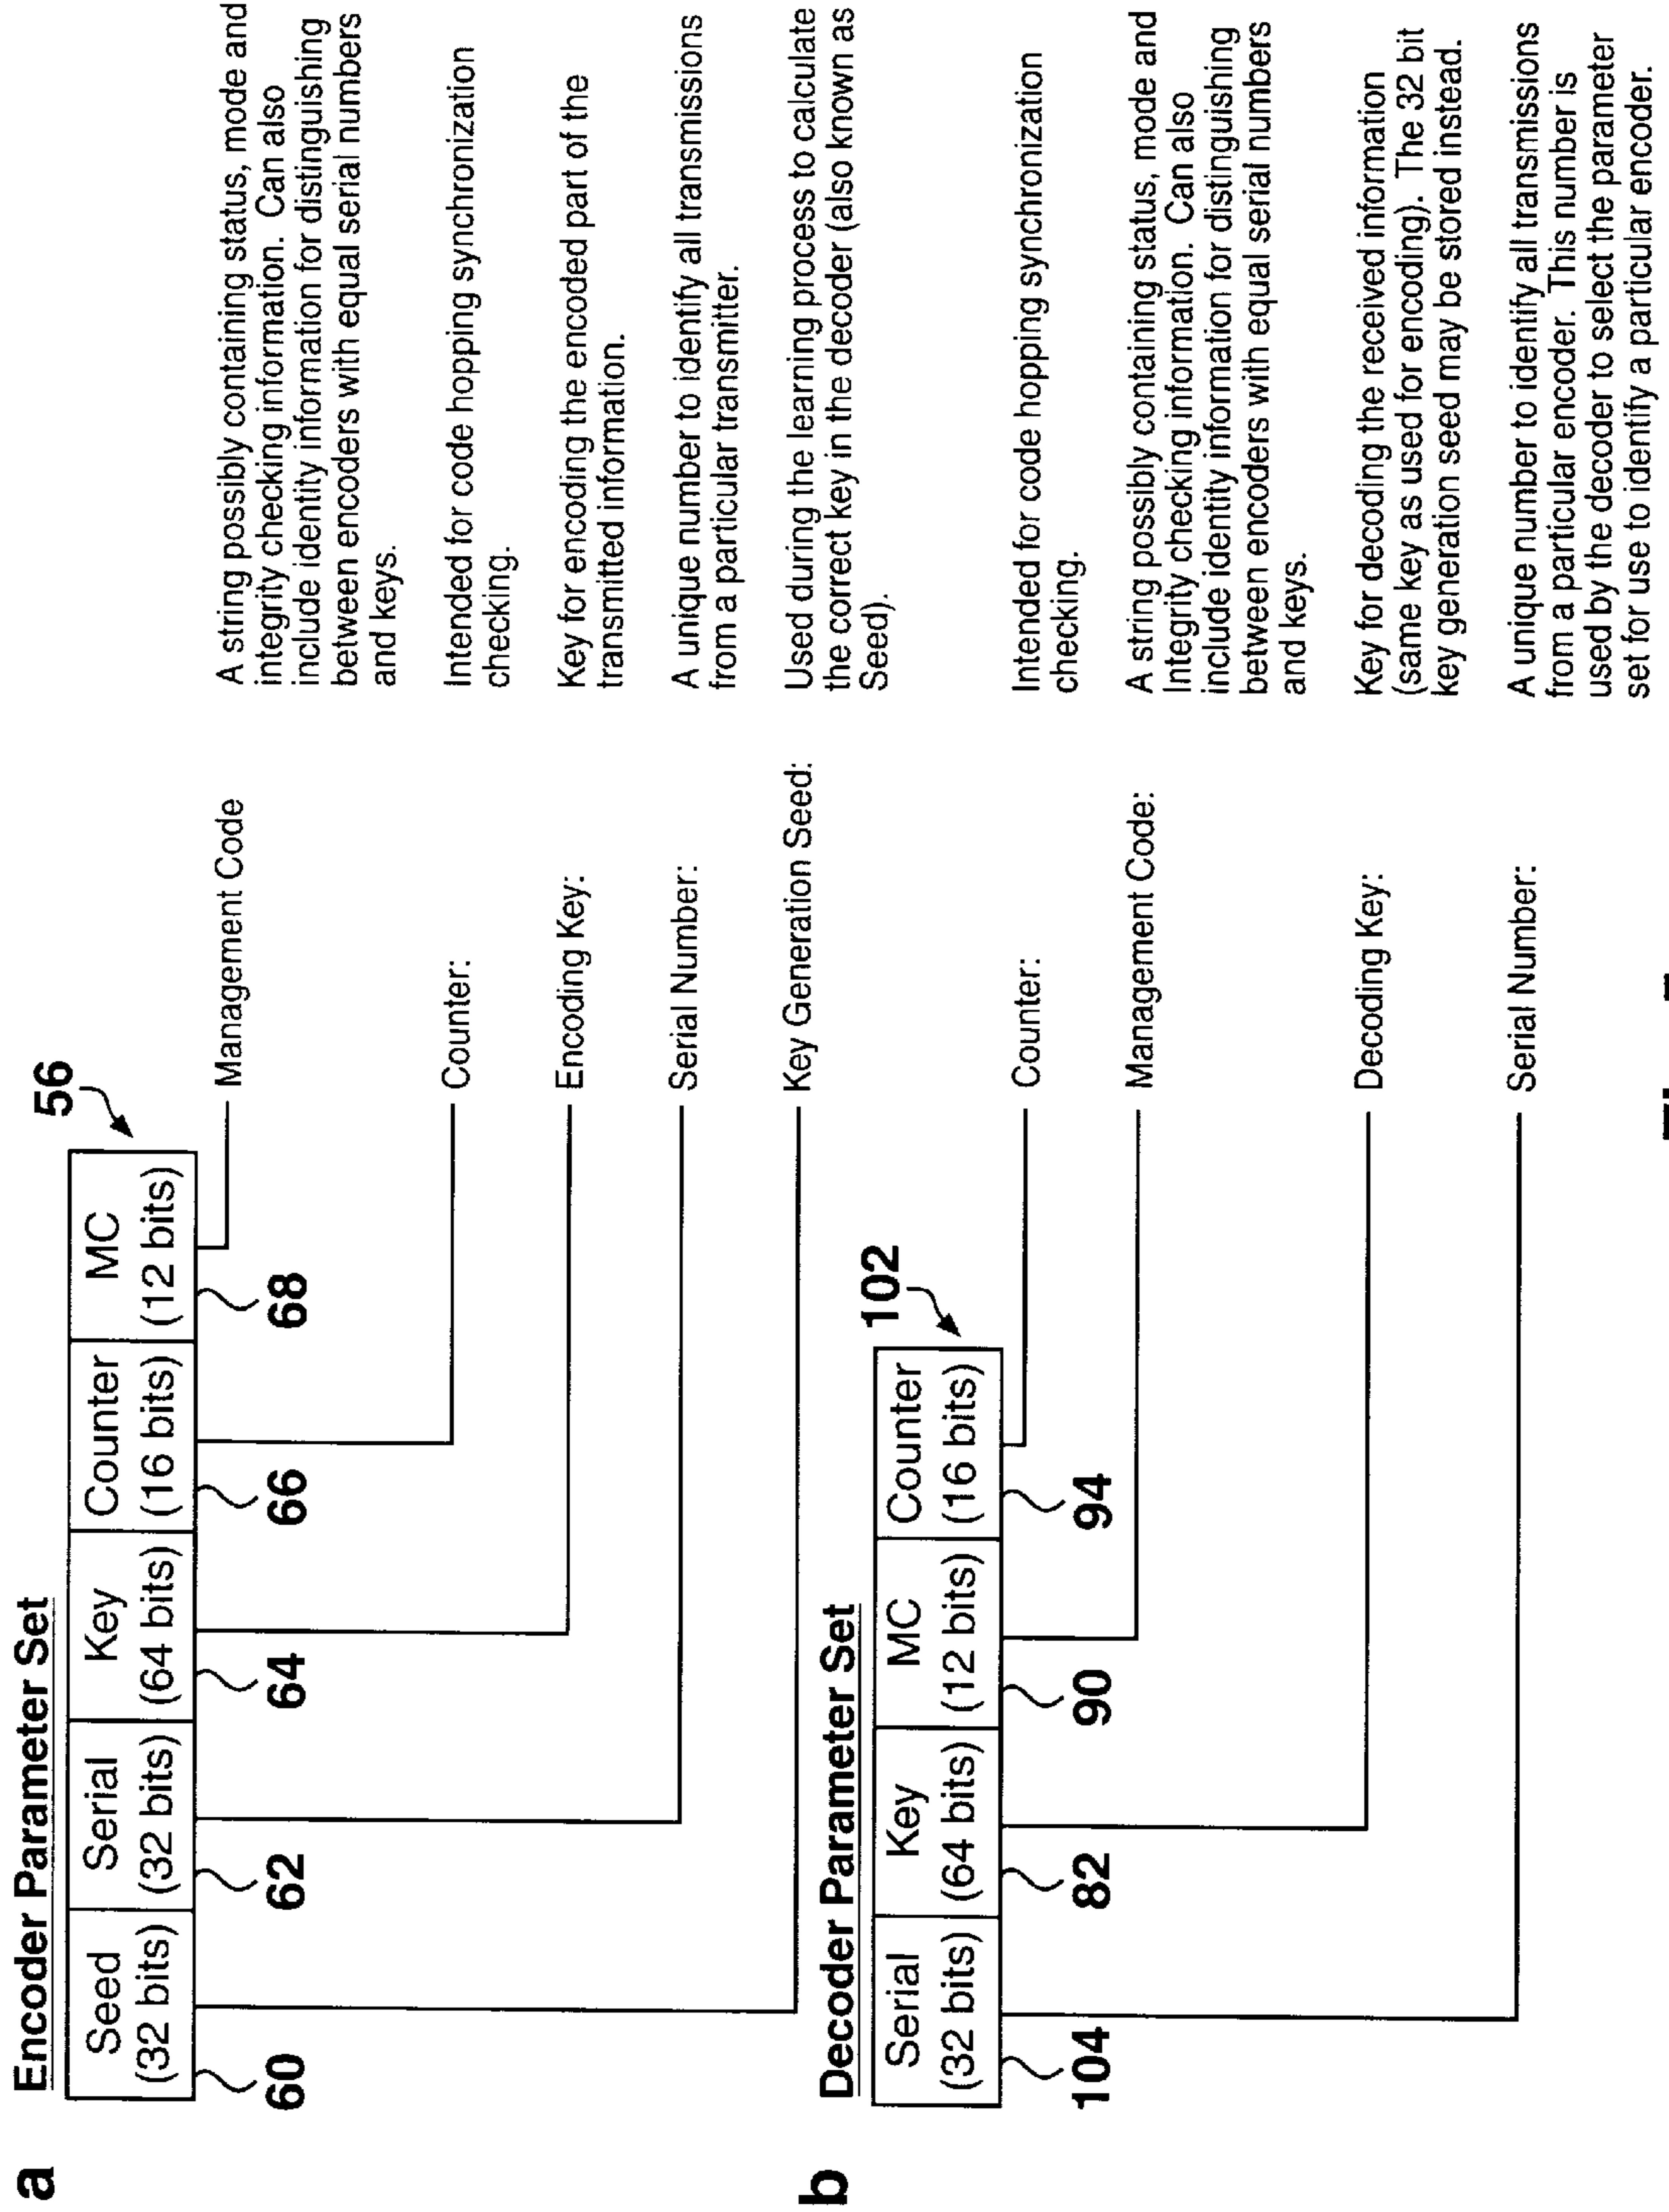 a
Encoder Parameter Set
56
Seed
(32 bits)
Serial
(32 bits)
Key
(64 bits)
Counter
(16 bits)
MC
(12 bits)
60
62
64
66
68
Management Code
A string possibly containing status, mode and
integrity checking information. Can also
include identity information for distinguishing
between encoders with equal serial numbers
and keys.
Counter:
Intended for code hopping synchronization
checking.
Encoding Key:
Key for encoding the encoded part of the
transmitted information.
Serial Number:
A unique number to identify all transmissions
from a particular transmitter.
Key Generation Seed:
Used during the learning process to calculate
the correct key in the decoder (also known as
Seed).
b
Decoder Parameter Set
102
Serial
(32 bits)
Key
(64 bits)
MC
(12 bits)
Counter
(16 bits)
104
82
90
94
Counter:
Intended for code hopping synchronization
checking.
Management Code:
A string possibly containing status, mode and
Integrity checking information. Can also
include identity information for distinguishing
between encoders with equal serial numbers
and keys.
Decoding Key:
Key for decoding the received information
(same key as used for encoding). The 32 bit
key generation seed may be stored instead.
Serial Number:
A unique number to identify all transmissions
from a particular encoder. This number is
used by the decoder to select the parameter
set for use to identify a particular encoder.